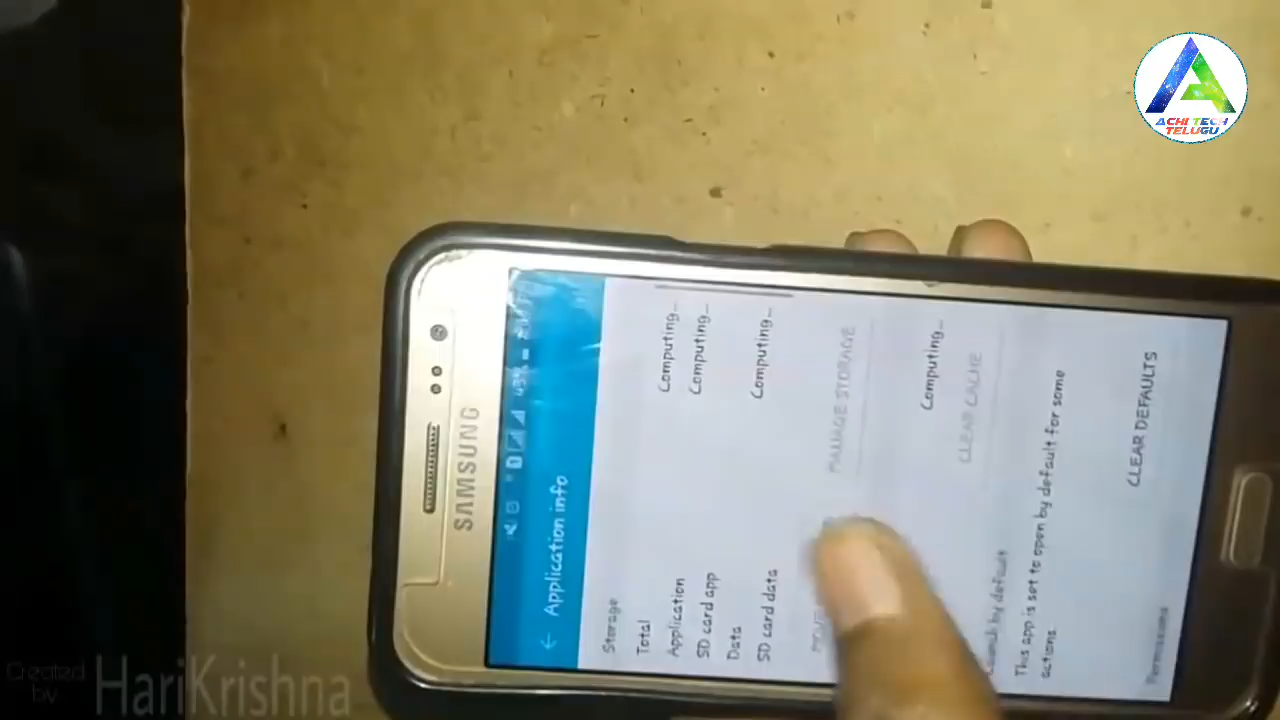 ACHI TECH
TELUGU
SAMSUNG
43%
← Application info
Storage
Total
Application Computing...
SD card app Computing...
Data
SD card data Computing...
MANAGE STORAGE
Computing...
CLEAR CACHE
by default
This app is set to open by default for some
actions.
CLEAR DEFAULTS
Permissions
Created
by
HariKrishna